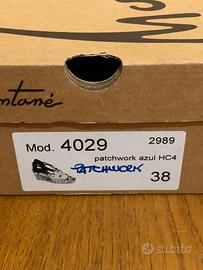 ntané
Mod. 4029
2989
patchwork azul HC4
PATCHWORK
38
subito